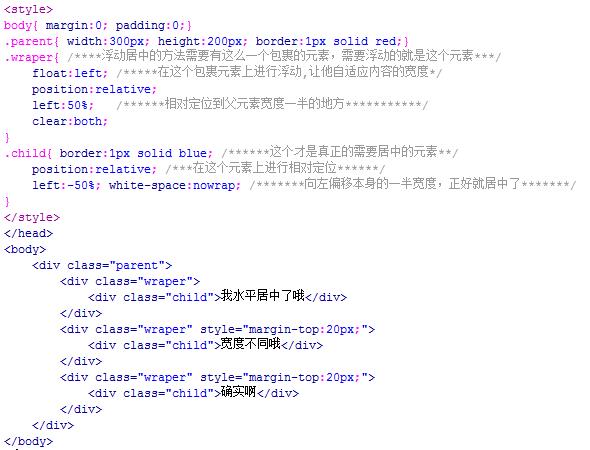 <style>
body{ margin:0; padding:0;}
.parent{ width:300px; height:200px; border:1px solid red;}
.wraper{ /****浮动居中的方法需要有这么一个包裹的元素，需要浮动的就是这个元素***/
    float:left; /*****在这个包裹元素上进行浮动,让他自适应内容的宽度*/
    position:relative;
    left:50%;   /******相对定位到父元素宽度一半的地方***********/
    clear:both;
}
.child{ border:1px solid blue; /******这个才是真正的需要居中的元素**/
    position:relative; /***在这个元素上进行相对定位******/
    left:-50%; white-space:nowrap; /*******向左偏移本身的一半宽度，正好就居中了*******/
}
</style>
</head>
<body>
    <div class="parent">
        <div class="wraper">
            <div class="child">我水平居中了哦</div>
        </div>
        <div class="wraper" style="margin-top:20px;">
            <div class="child">宽度不同哦</div>
        </div>
        <div class="wraper" style="margin-top:20px;">
            <div class="child">确实啊</div>
        </div>
    </div>
</body>